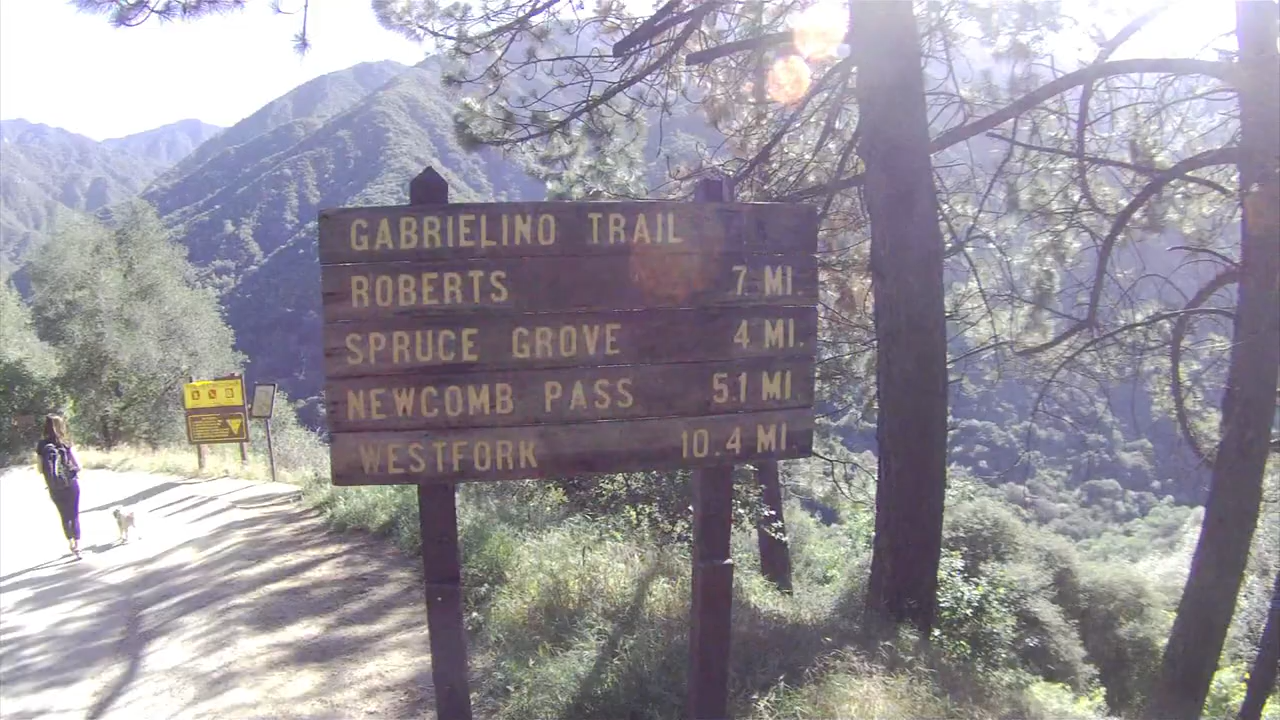 GABRIELINO TRAIL
ROBERTS 7 MI.
SPRUCE GROVE 4 MI.
NEWCOMB PASS 5.1 MI.
WESTFORK 10.4 MI.